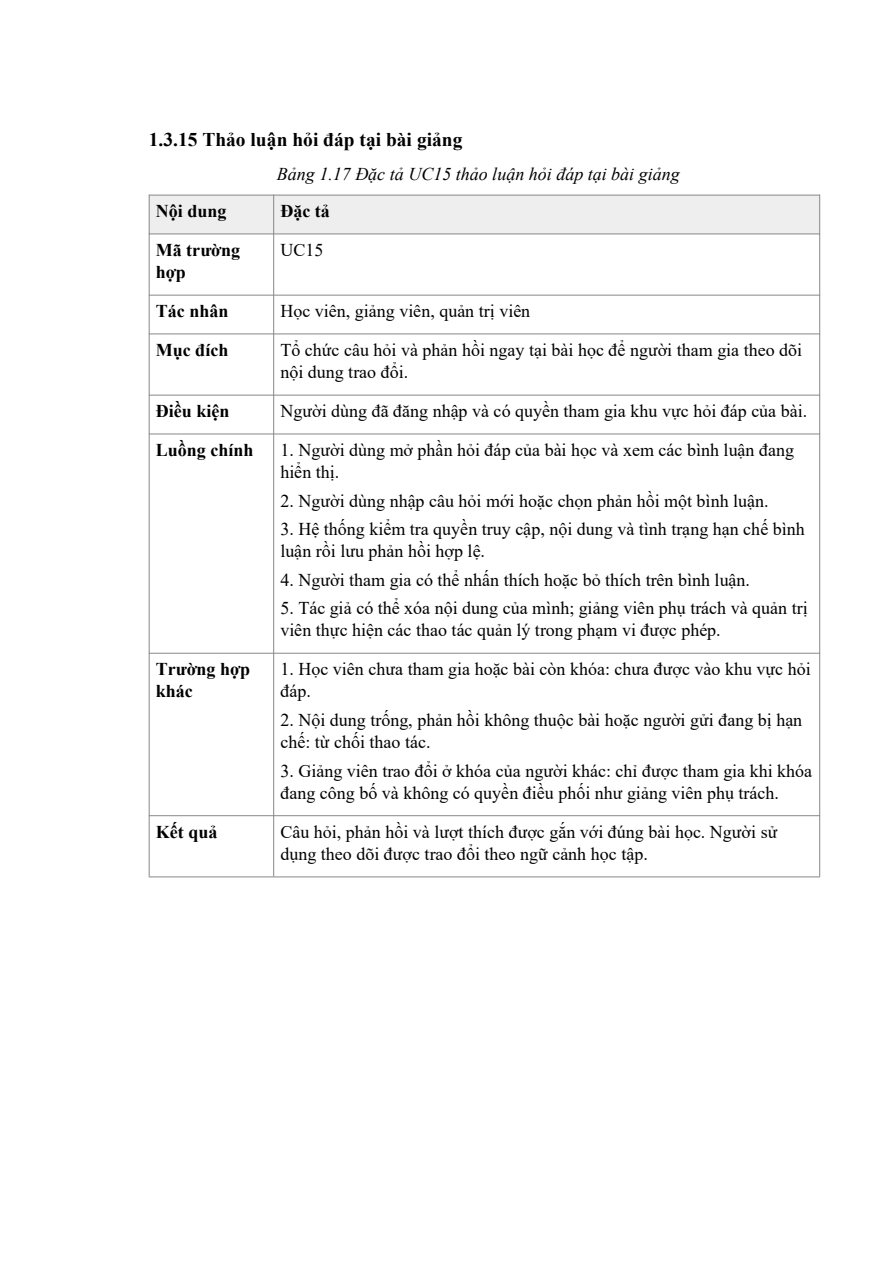 1.3.15 Thảo luận hỏi đáp tại bài giảng
Bảng 1.17 Đặc tả UC15 thảo luận hỏi đáp tại bài giảng
Nội dung Đặc tả
Mã trường UC15
hợp
Tác nhân Học viên, giảng viên, quản trị viên
Mục đích Tổ chức câu hỏi và phản hồi ngay tại bài học để người tham gia theo dõi
nội dung trao đổi.
Điều kiện Người dùng đã đăng nhập và có quyền tham gia khu vực hỏi đáp của bài.
Luồng chính 1. Người dùng mở phần hỏi đáp của bài học và xem các bình luận đang
hiển thị.
2. Người dùng nhập câu hỏi mới hoặc chọn phản hồi một bình luận.
3. Hệ thống kiểm tra quyền truy cập, nội dung và tình trạng hạn chế bình
luận rồi lưu phản hồi hợp lệ.
4. Người tham gia có thể nhấn thích hoặc bỏ thích trên bình luận.
5. Tác giả có thể xóa nội dung của mình; giảng viên phụ trách và quản trị
viên thực hiện các thao tác quản lý trong phạm vi được phép.
Trường hợp 1. Học viên chưa tham gia hoặc bài còn khóa: chưa được vào khu vực hỏi
khác đáp.
2. Nội dung trống, phản hồi không thuộc bài hoặc người gửi đang bị hạn
chế: từ chối thao tác.
3. Giảng viên trao đổi ở khóa của người khác: chỉ được tham gia khi khóa
đang công bố và không có quyền điều phối như giảng viên phụ trách.
Kết quả Câu hỏi, phản hồi và lượt thích được gắn với đúng bài học. Người sử
dụng theo dõi được trao đổi theo ngữ cảnh học tập.